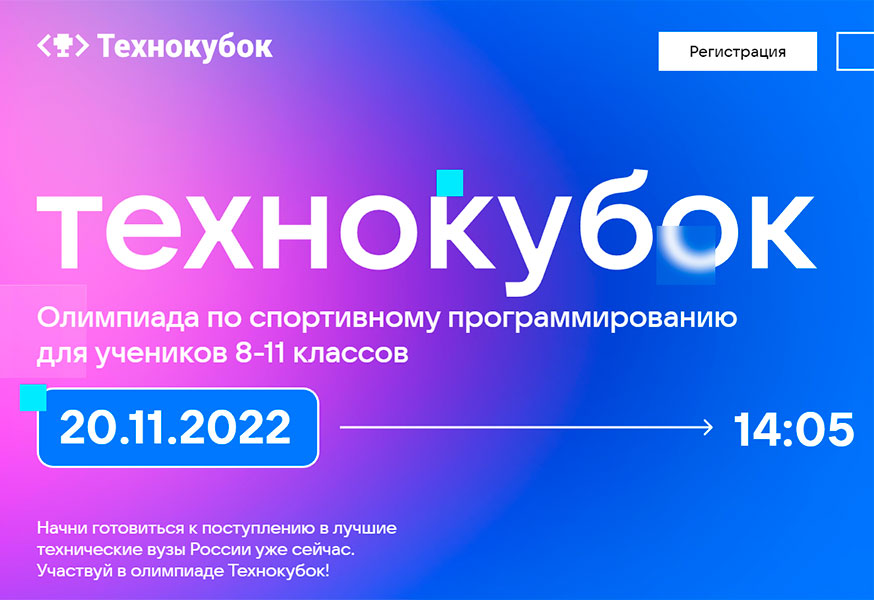 Технокубок
Регистрация
технокубок
Олимпиада по спортивному программированию
для учеников 8-11 классов
20.11.2022
14:05
Начни готовиться к поступлению в лучшие
технические вузы России уже сейчас.
Участвуй в олимпиаде Технокубок!